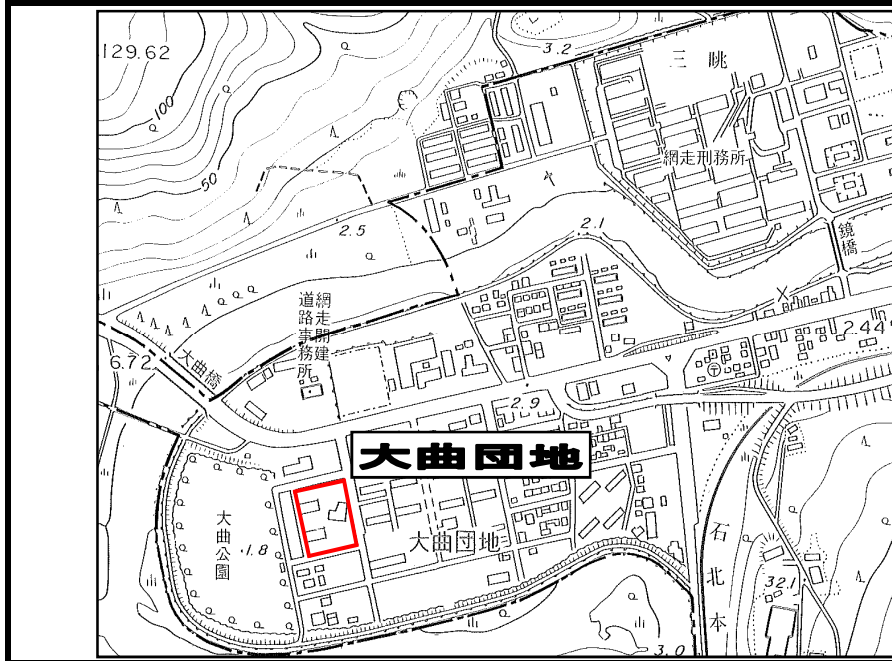 129.62
3.2
三眺
100
網走刑務所
50
2.5
2.1
鏡橋
網走開建
道路事務所
大曲橋
6.72
2.44
2.9
大曲団地
大曲公園
1.8
大曲団地
石北本
32.1
3.0